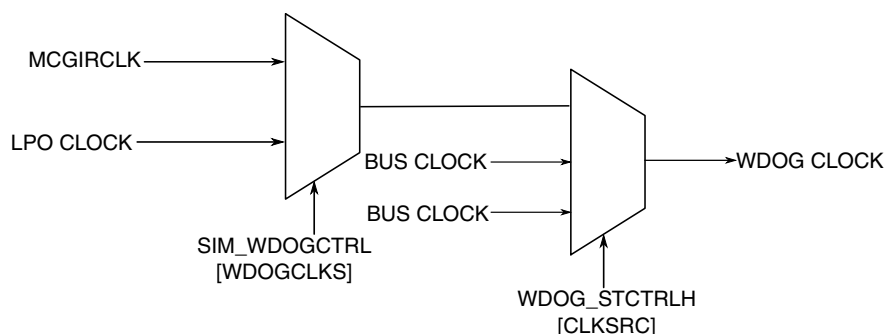 MCGIRCLK
LPO CLOCK
BUS CLOCK
WDOG CLOCK
BUS CLOCK
SIM_WDOGCTRL
[WDOGCLKS]
WDOG_STCTRLH
[CLKSRC]